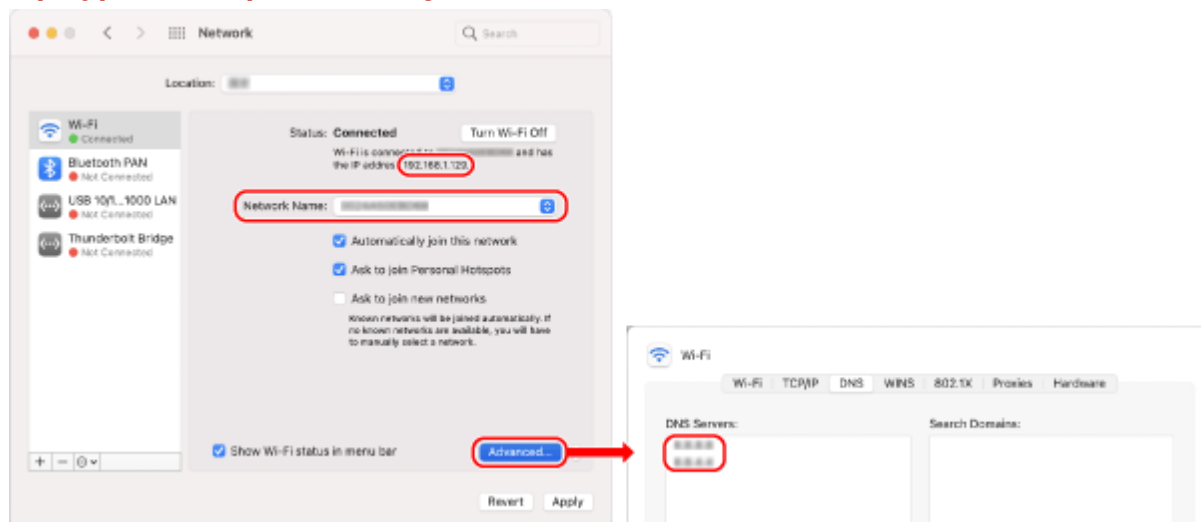 Network
Search
Location:
Wi-Fi
Connected
Bluetooth PAN
Not Connected
USB 10/1...1000 LAN
Not Connected
Thunderbolt Bridge
Not Connected
Status: Connected
Turn Wi-Fi Off
Wi-Fi is connected to and has
the IP address 192.168.1.129.
Network Name:
Automatically join this network
Ask to join Personal Hotspots
Ask to join new networks
Known networks will be joined automatically. If
no known networks are available, you will have
to manually select a network.
Show Wi-Fi status in menu bar
Advanced...
Revert
Apply
Wi-Fi
Wi-Fi TCP/IP DNS WINS 802.1X Proxies Hardware
DNS Servers:
Search Domains: